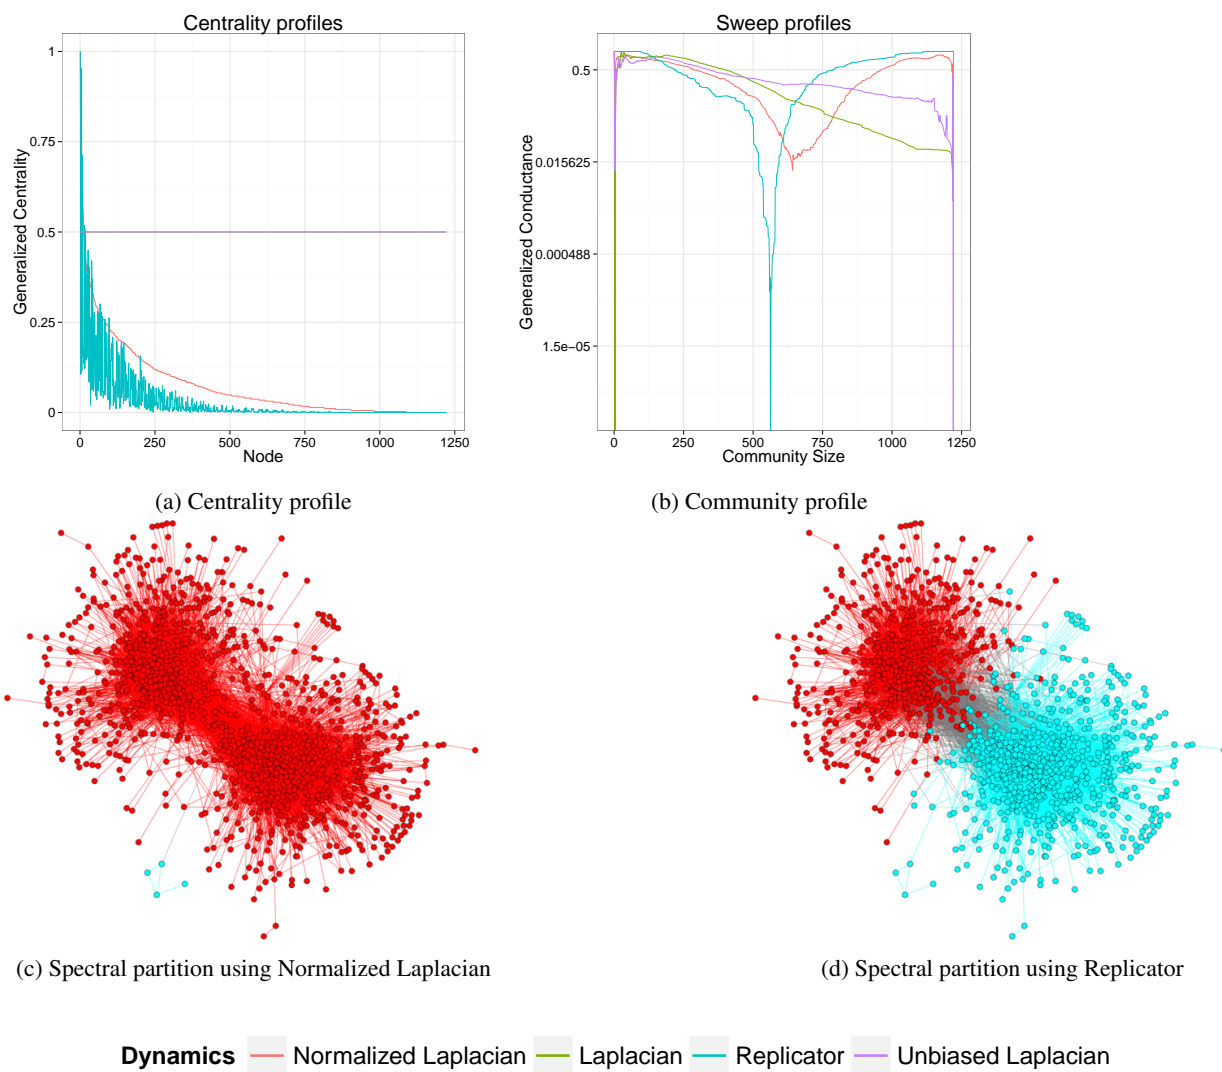 Centrality profiles
Sweep profiles
Generalized Centrality
1
0.75
0.5
0.25
0
0 250 500 750 1000 1250
Node
Generalized Conductance
0.5
0.015625
0.000488
1.5e−05
0 250 500 750 1000 1250
Community Size
(a) Centrality profile
(b) Community profile
(c) Spectral partition using Normalized Laplacian
(d) Spectral partition using Replicator
Dynamics Normalized Laplacian Laplacian Replicator Unbiased Laplacian